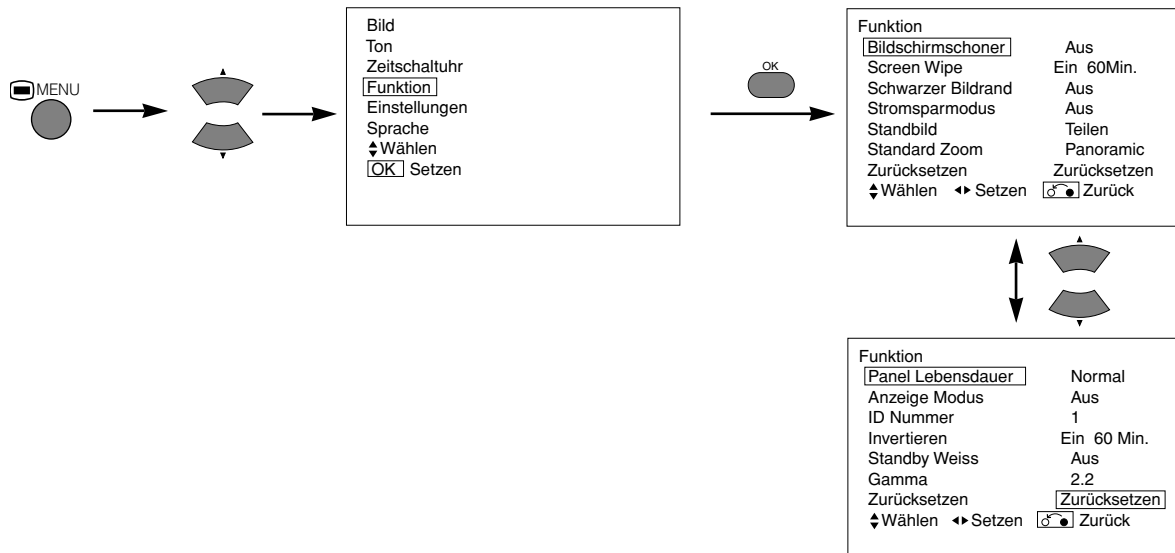 MENU
Bild
Ton
Zeitschaltuhr
Funktion
Einstellungen
Sprache
Wählen
OK Setzen
OK
Funktion
Bildschirmschoner Aus
Screen Wipe Ein 60Min.
Schwarzer Bildrand Aus
Stromsparmodus Aus
Standbild Teilen
Standard Zoom Panoramic
Zurücksetzen Zurücksetzen
Wählen Setzen Zurück
Funktion
Panel Lebensdauer Normal
Anzeige Modus Aus
ID Nummer 1
Invertieren Ein 60 Min.
Standby Weiss Aus
Gamma 2.2
Zurücksetzen Zurücksetzen
Wählen Setzen Zurück